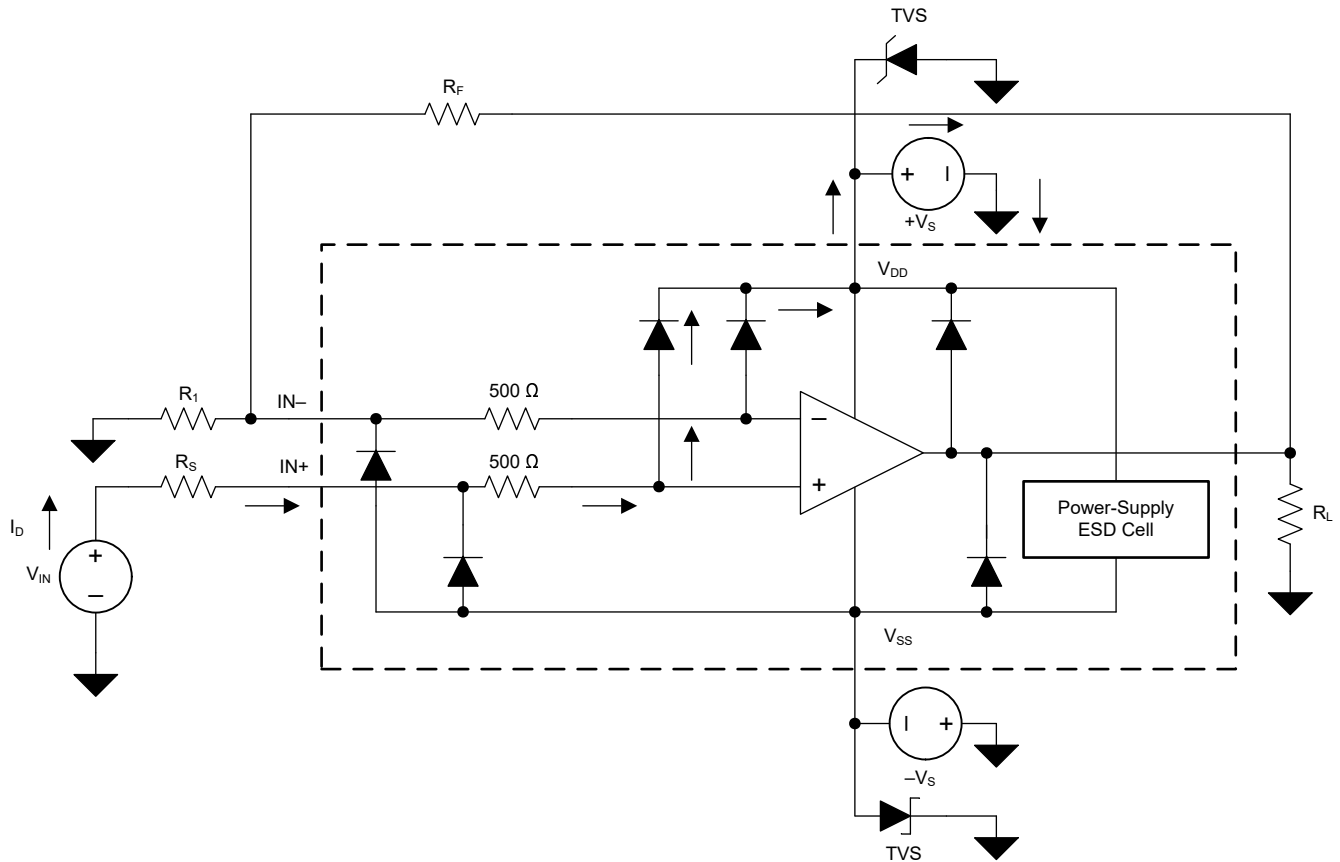 TVS
R_F
+ –
+V_S
V_DD
R_1
IN–
500 Ω
–
R_S
IN+
500 Ω
+
Power-Supply
ESD Cell
R_L
I_D
+
V_IN
–
V_SS
– +
–V_S
TVS